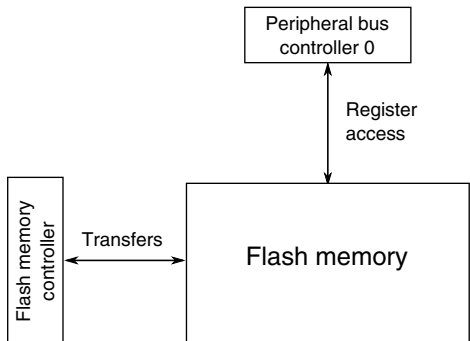 Peripheral bus
controller 0
Register
access
Flash memory
controller
Transfers
Flash memory